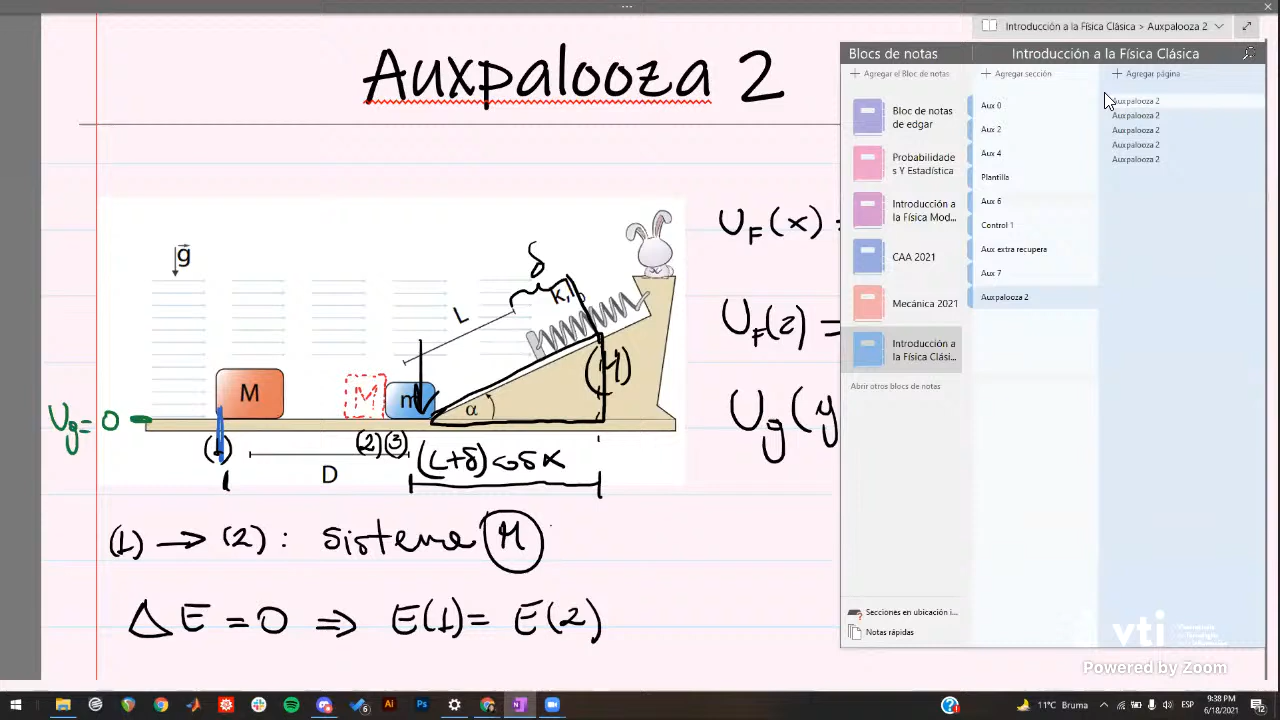 Introducción a la Física Clásica > Auxpalooza 2
Auxpalooza 2
Blocs de notas
Introducción a la Física Clásica
Agregar el Bloc de notas
Agregar sección
Agregar página
Bloc de notas de edgar
Probabilidades Y Estadística
Introducción a la Física Mod...
CAA 2021
Mecánica 2021
Introducción a la Física Clási...
Abrir otros blocs de notas
Secciones en ubicación i...
Notas rápidas
Aux 0
Aux 2
Aux 4
Plantilla
Aux 6
Control 1
Aux extra recupera
Aux 7
Auxpalooza 2
Auxpalooza 2
Auxpalooza 2
Auxpalooza 2
Auxpalooza 2
Auxpalooza 2
g
δ
L
M
M
m
α
(H)
Ug = 0
(1)
(2) (3)
D
(L+δ) cos α
U_F(x) =
U_F(2) =
Ug(y
(1) → (2) : sistema M
ΔE = 0 ⇒ E(1) = E(2)
vti
Powered by Zoom
11°C Bruma
ESP
9:38 PM
6/18/2021